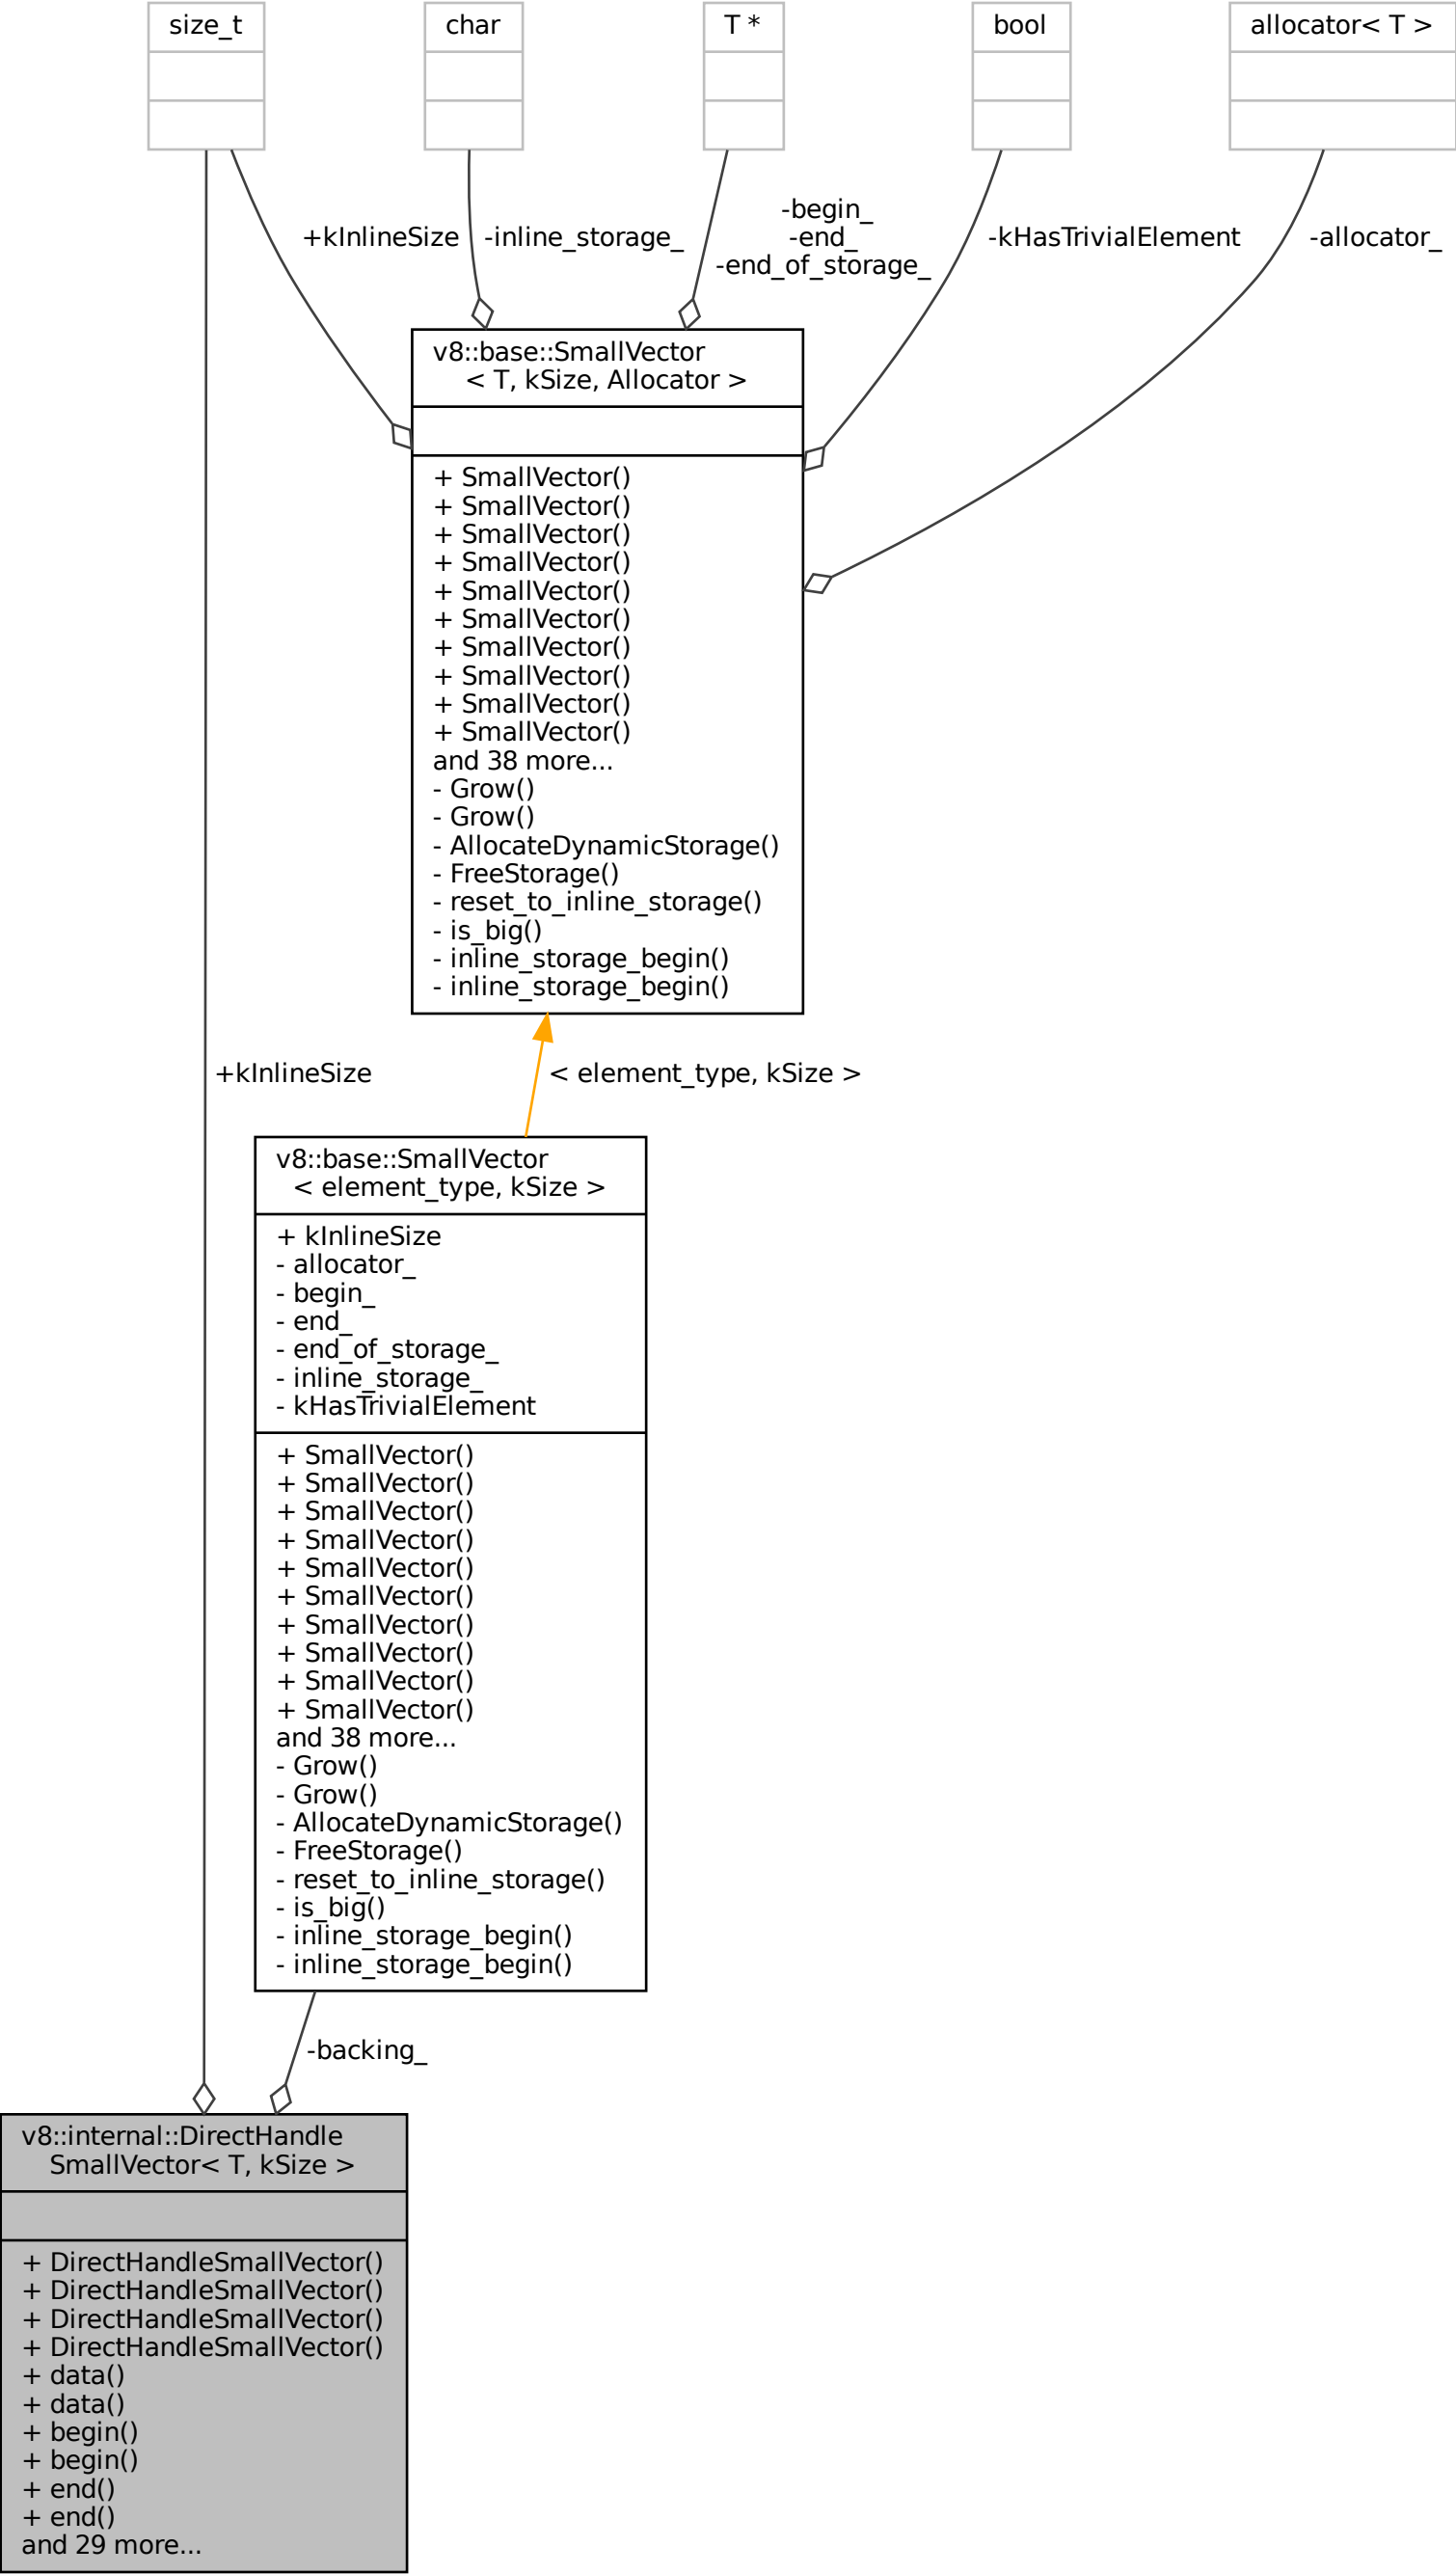 size_t
char
T *
bool
allocator< T >
+kInlineSize
-inline_storage_
-begin_
-end_
-end_of_storage_
-kHasTrivialElement
-allocator_
v8::base::SmallVector
< T, kSize, Allocator >
+ SmallVector()
+ SmallVector()
+ SmallVector()
+ SmallVector()
+ SmallVector()
+ SmallVector()
+ SmallVector()
+ SmallVector()
+ SmallVector()
+ SmallVector()
and 38 more...
- Grow()
- Grow()
- AllocateDynamicStorage()
- FreeStorage()
- reset_to_inline_storage()
- is_big()
- inline_storage_begin()
- inline_storage_begin()
+kInlineSize
< element_type, kSize >
v8::base::SmallVector
< element_type, kSize >
+ kInlineSize
- allocator_
- begin_
- end_
- end_of_storage_
- inline_storage_
- kHasTrivialElement
+ SmallVector()
+ SmallVector()
+ SmallVector()
+ SmallVector()
+ SmallVector()
+ SmallVector()
+ SmallVector()
+ SmallVector()
+ SmallVector()
+ SmallVector()
and 38 more...
- Grow()
- Grow()
- AllocateDynamicStorage()
- FreeStorage()
- reset_to_inline_storage()
- is_big()
- inline_storage_begin()
- inline_storage_begin()
-backing_
v8::internal::DirectHandle
SmallVector< T, kSize >
+ DirectHandleSmallVector()
+ DirectHandleSmallVector()
+ DirectHandleSmallVector()
+ DirectHandleSmallVector()
+ data()
+ data()
+ begin()
+ begin()
+ end()
+ end()
and 29 more...